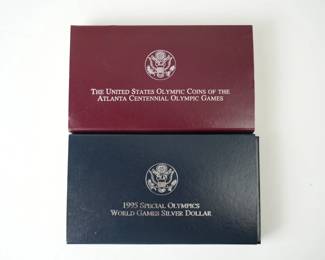 THE UNITED STATES OLYMPIC COINS OF THE
ATLANTA CENTENNIAL OLYMPIC GAMES
1995 SPECIAL OLYMPICS
WORLD GAMES SILVER DOLLAR